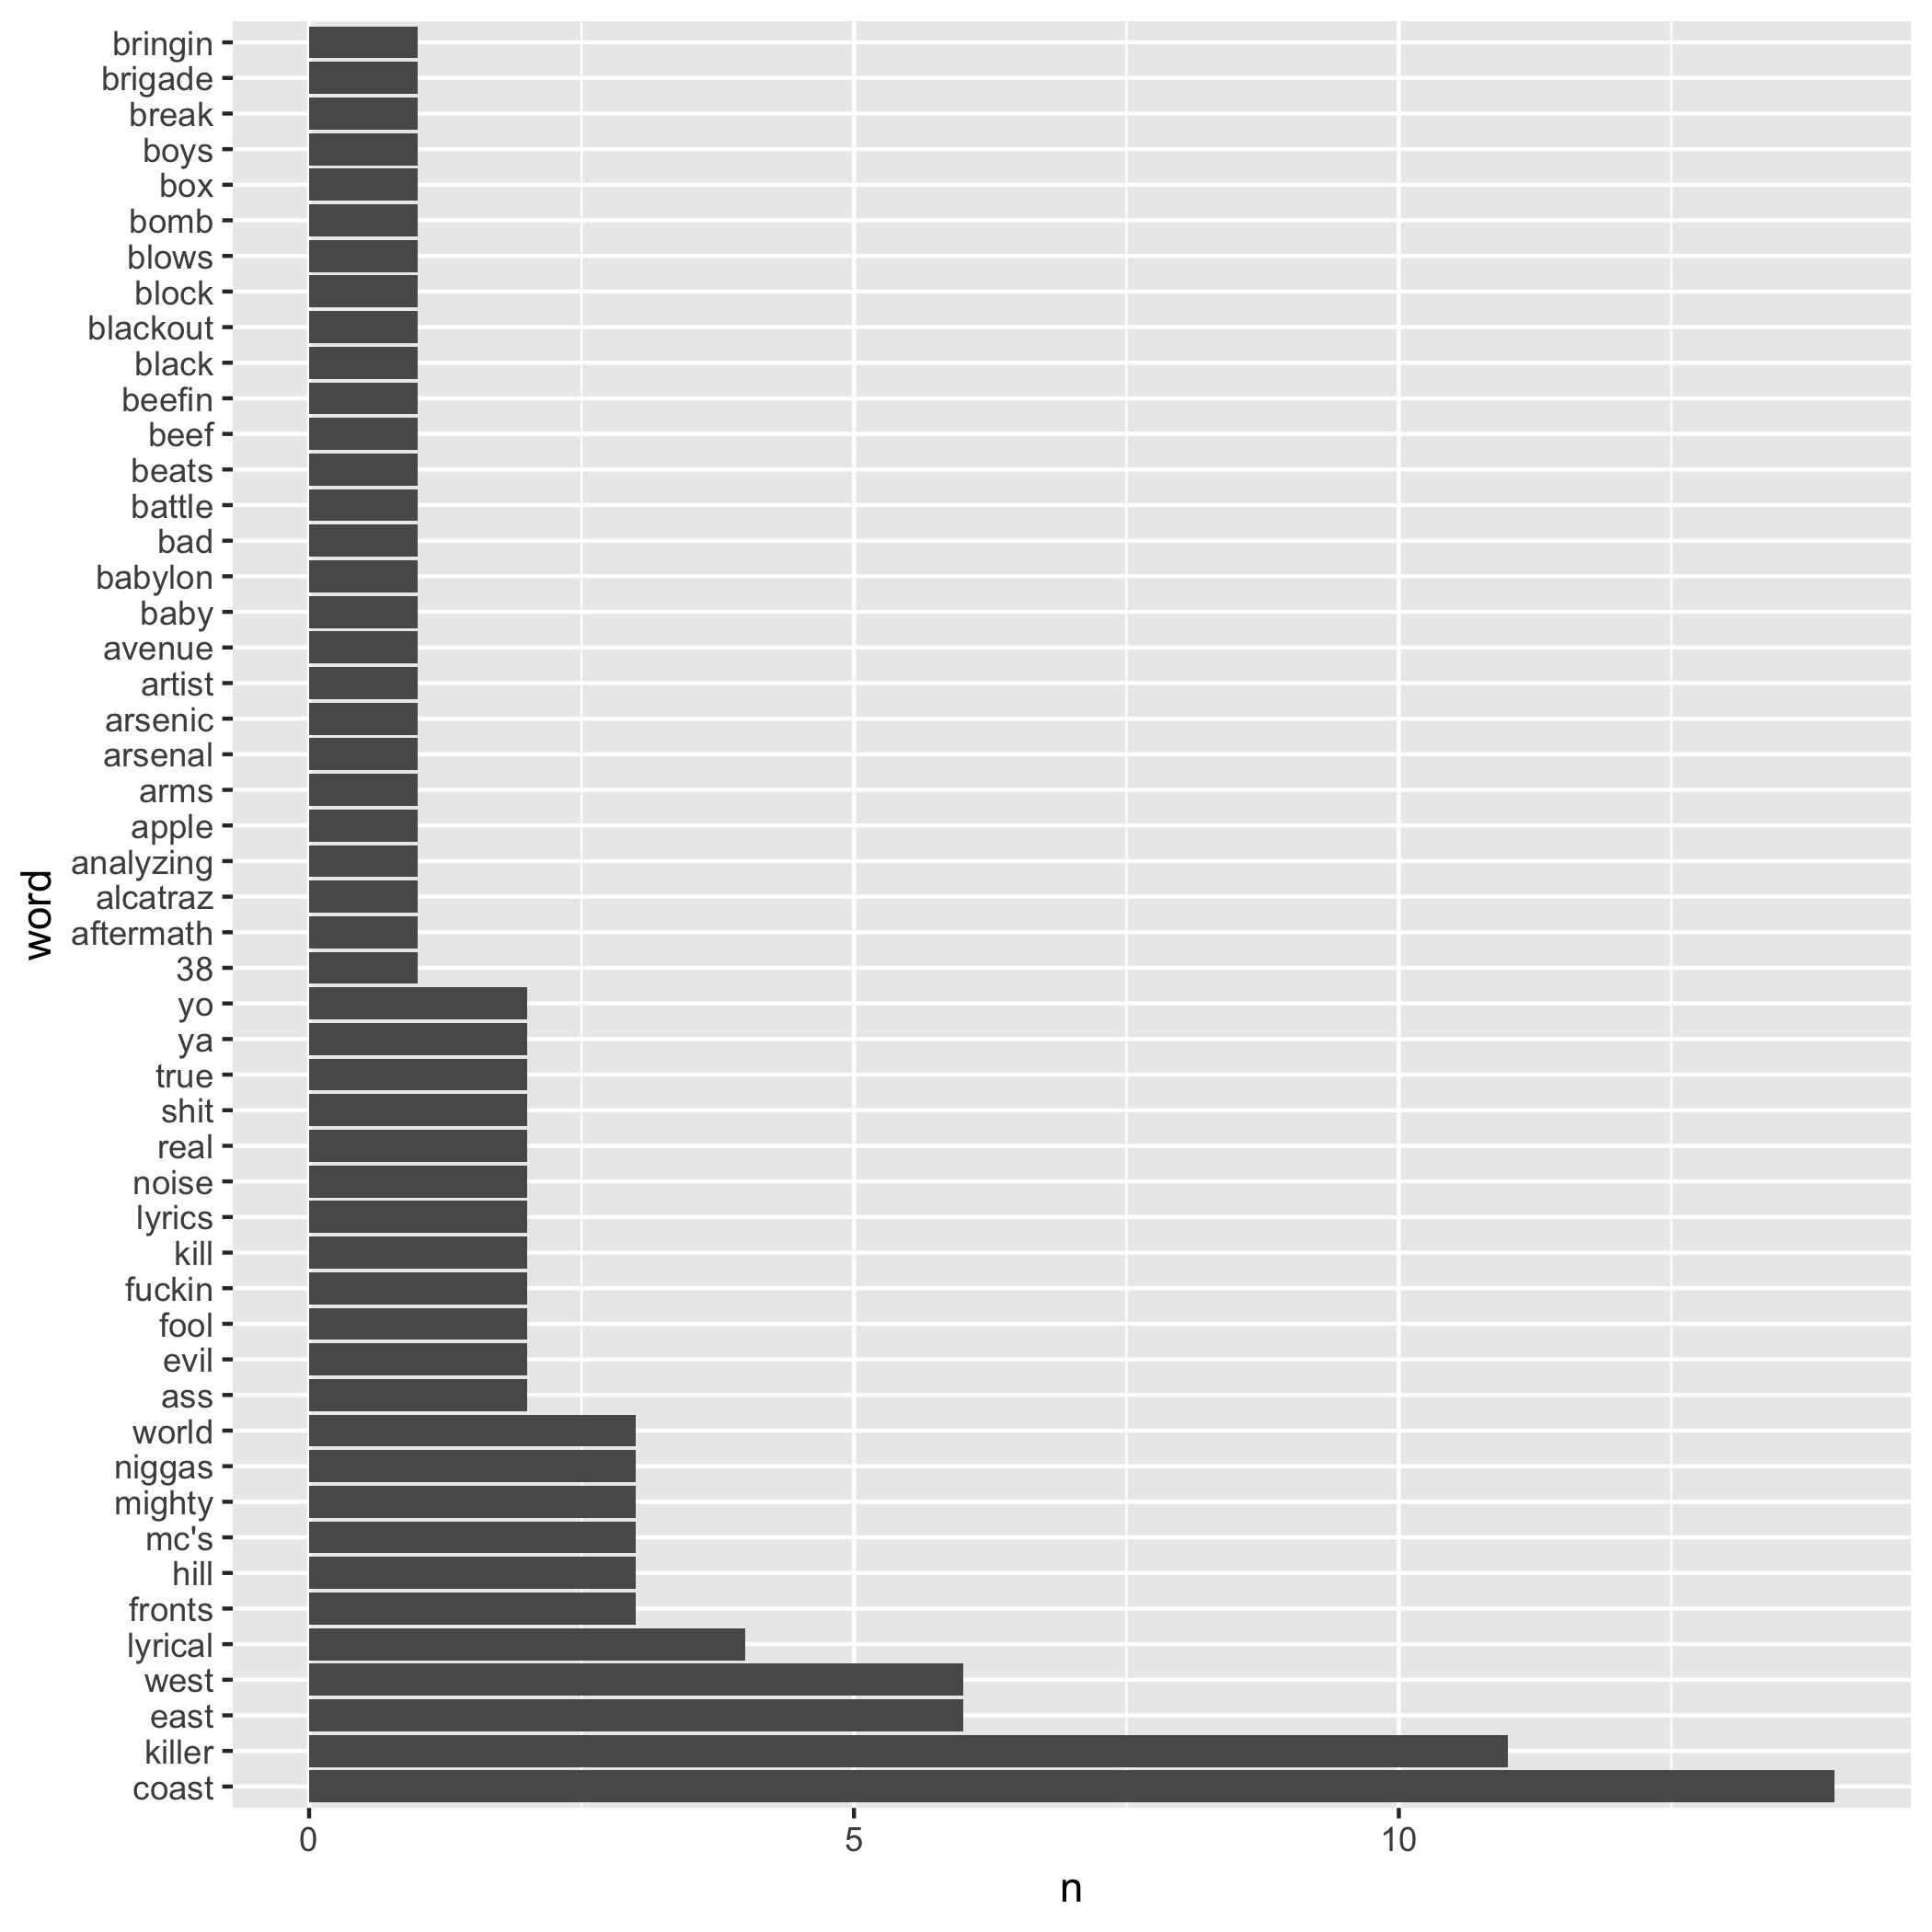 bringin
brigade
break
boys
box
bomb
blows
block
blackout
black
beefin
beef
beats
battle
bad
babylon
baby
avenue
artist
arsenic
arsenal
arms
apple
analyzing
alcatraz
aftermath
38
yo
ya
true
shit
real
noise
lyrics
kill
fuckin
fool
evil
ass
world
niggas
mighty
mc's
hill
fronts
lyrical
west
east
killer
coast
word
0 5 10
n